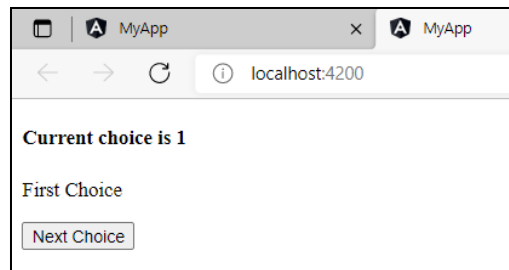 MyApp
MyApp
localhost:4200
Current choice is 1
First Choice
Next Choice